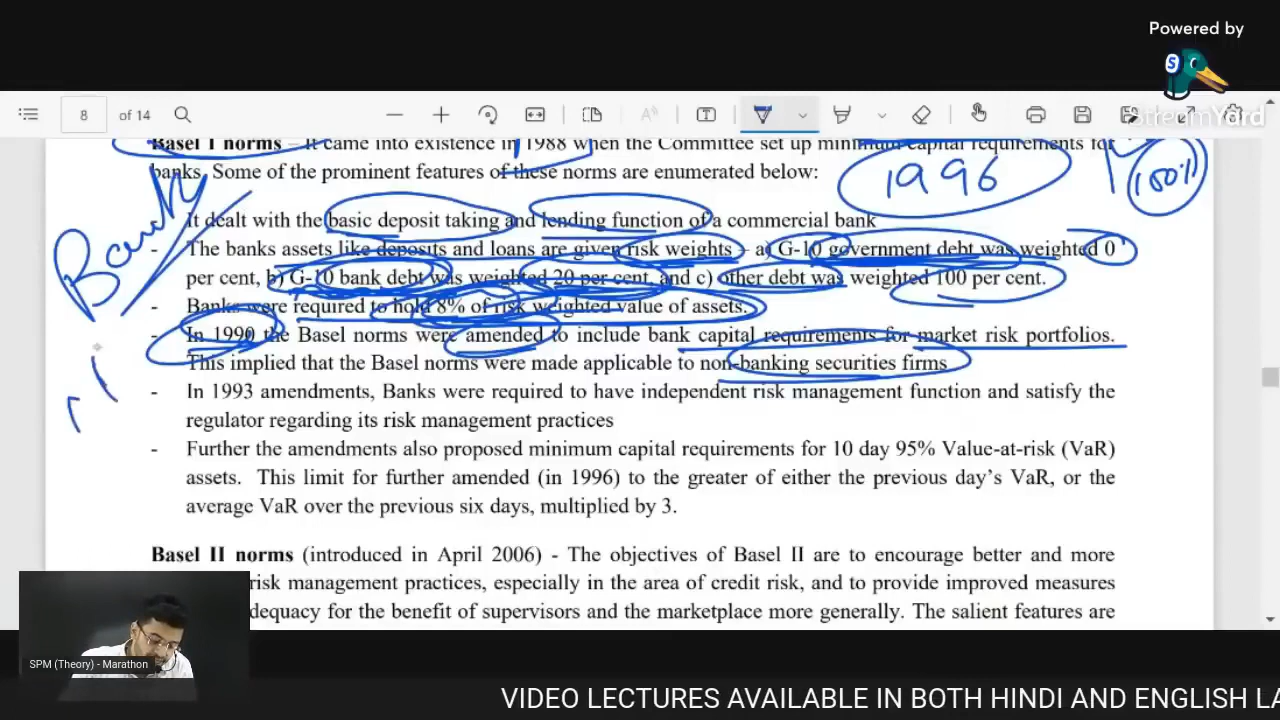 Powered by
S
StreamYard
8 of 14
Basel I norms – It came into existence in 1988 when the Committee set up minimum capital requirements for
banks. Some of the prominent features of these norms are enumerated below:
1996
100%
Bank
- It dealt with the basic deposit taking and lending function of a commercial bank
- The banks assets like deposits and loans are given risk weights – a) G-10 government debt was weighted 0
per cent, b) G-10 bank debt was weighted 20 per cent, and c) other debt was weighted 100 per cent.
- Banks were required to hold 8% of risk weighted value of assets.
- In 1990 the Basel norms were amended to include bank capital requirements for market risk portfolios.
This implied that the Basel norms were made applicable to non-banking securities firms
- In 1993 amendments, Banks were required to have independent risk management function and satisfy the
regulator regarding its risk management practices
- Further the amendments also proposed minimum capital requirements for 10 day 95% Value-at-risk (VaR)
assets. This limit for further amended (in 1996) to the greater of either the previous day's VaR, or the
average VaR over the previous six days, multiplied by 3.
Basel II norms (introduced in April 2006) - The objectives of Basel II are to encourage better and more
risk management practices, especially in the area of credit risk, and to provide improved measures
adequacy for the benefit of supervisors and the marketplace more generally. The salient features are
SPM (Theory) - Marathon
VIDEO LECTURES AVAILABLE IN BOTH HINDI AND ENGLISH LA